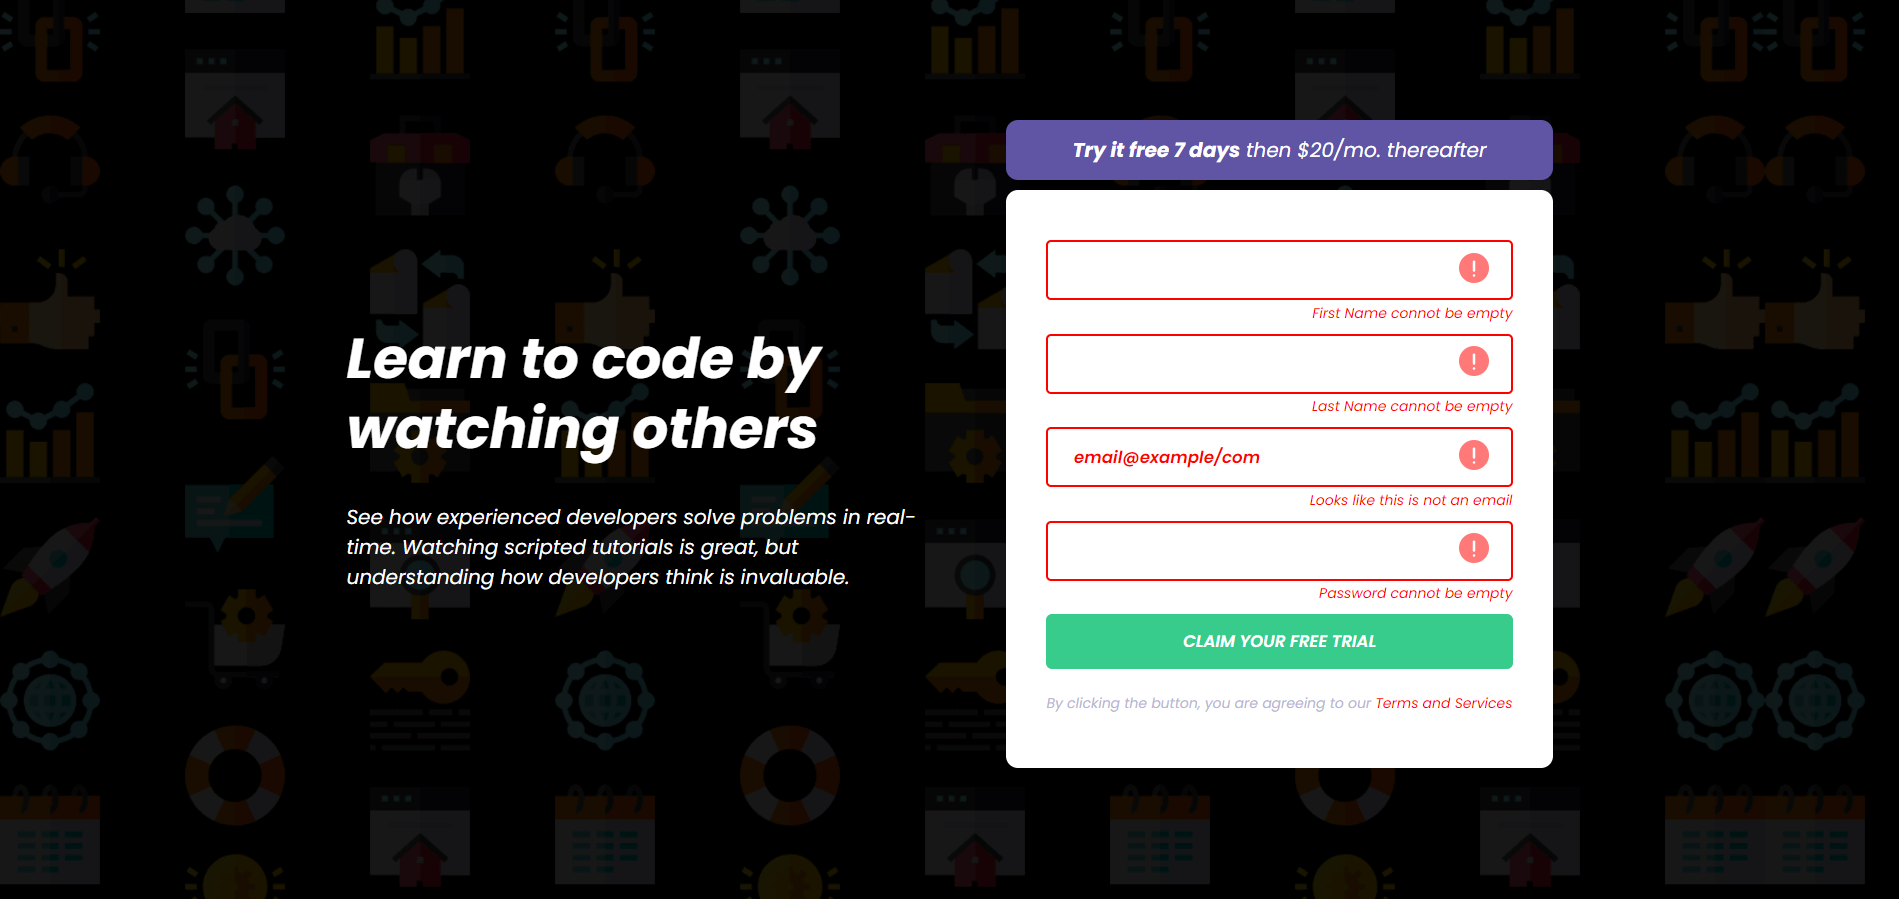 Try it free 7 days then $20/mo. thereafter
Learn to code by
watching others
See how experienced developers solve problems in real-
time. Watching scripted tutorials is great, but
understanding how developers think is invaluable.
First Name connot be empty
Last Name cannot be empty
email@example/com
Looks like this is not an email
Password cannot be empty
CLAIM YOUR FREE TRIAL
By clicking the button, you are agreeing to our Terms and Services